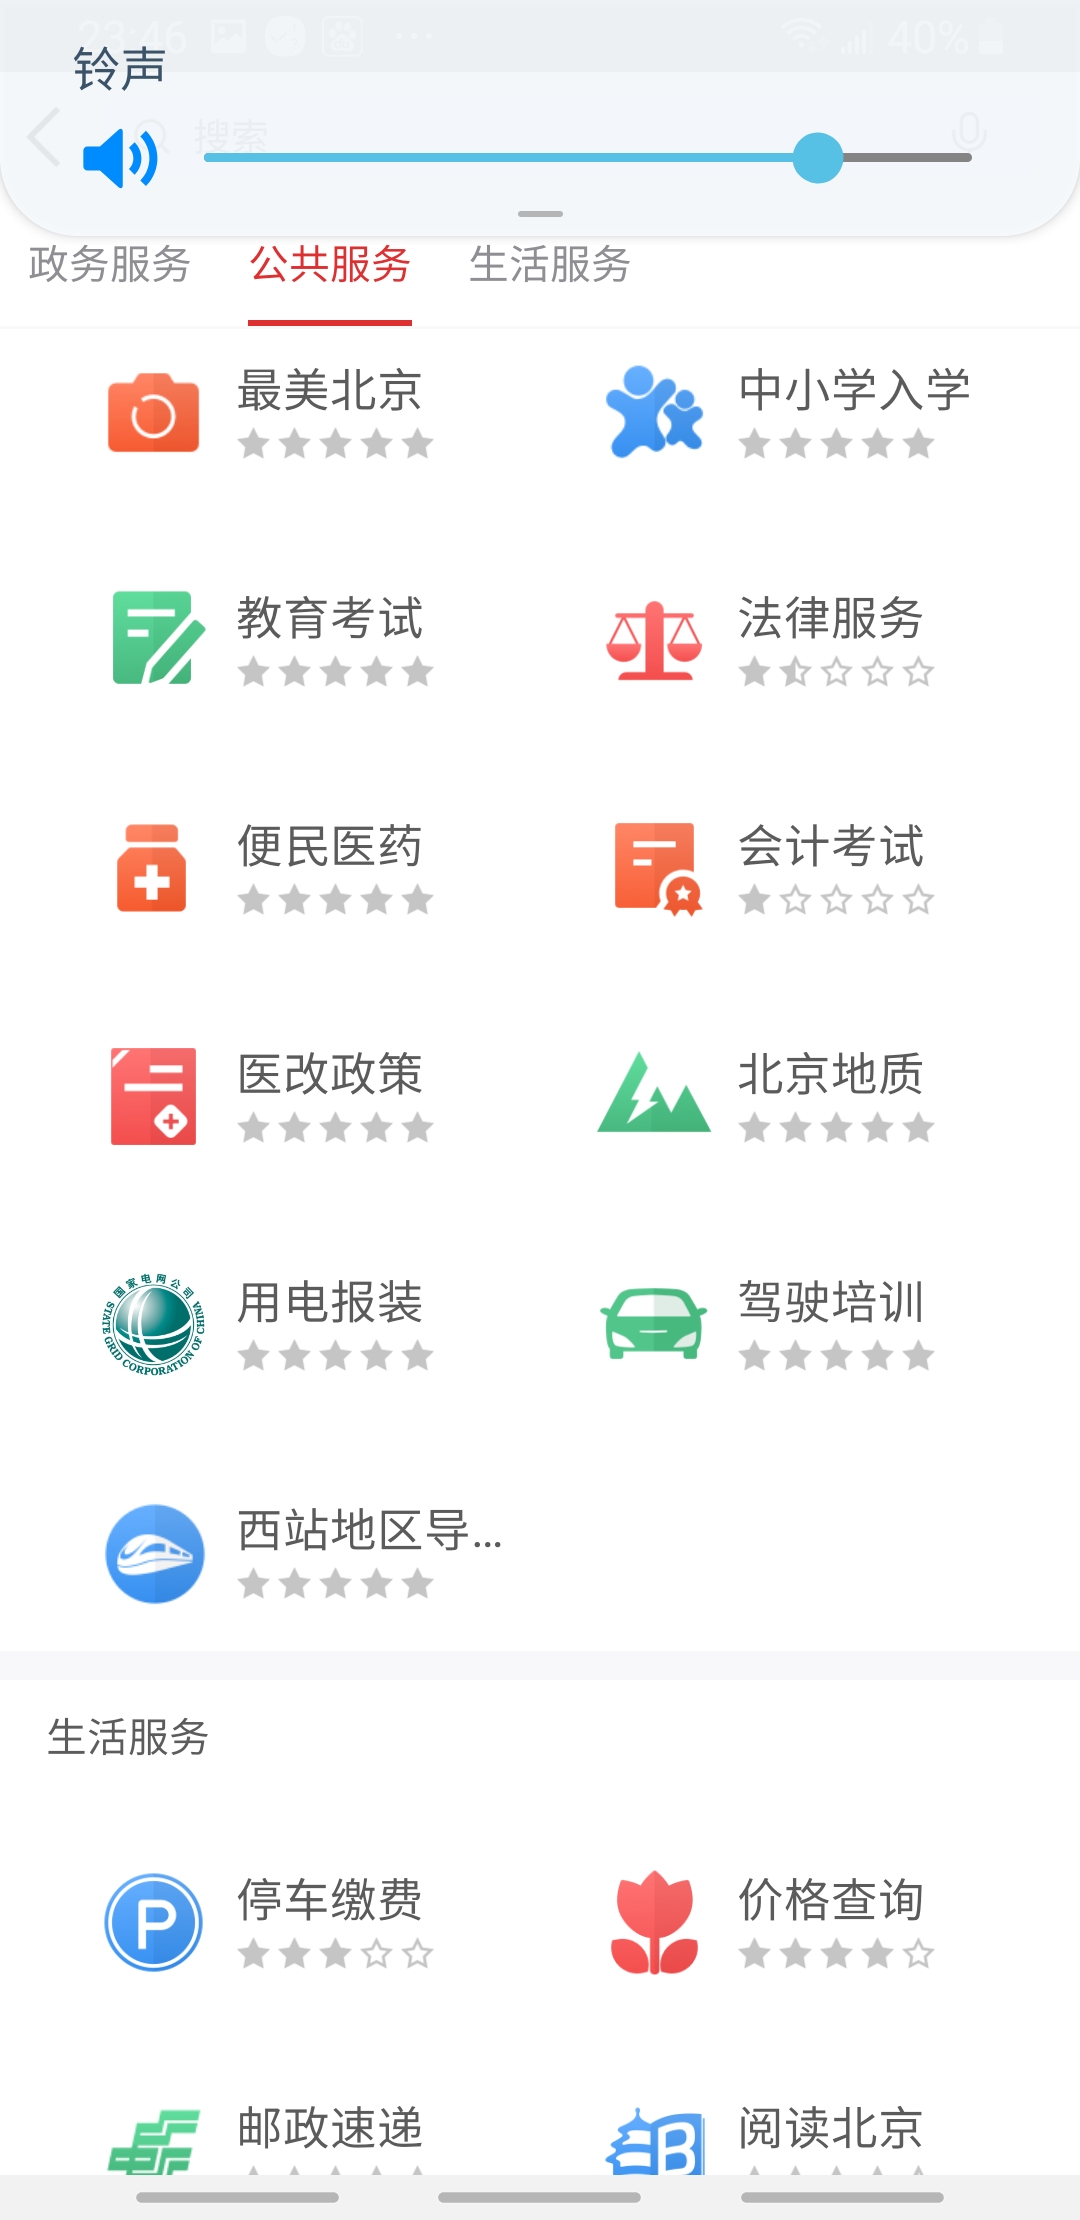 23:46
40%
铃声
搜索
政务服务 公共服务 生活服务
最美北京 中小学入学
教育考试 法律服务
便民医药 会计考试
医改政策 北京地质
国家电网公司
STATE GRID CORPORATION OF CHINA
用电报装 驾驶培训
西站地区导...
生活服务
P
停车缴费 价格查询
邮政速递 阅读北京
B